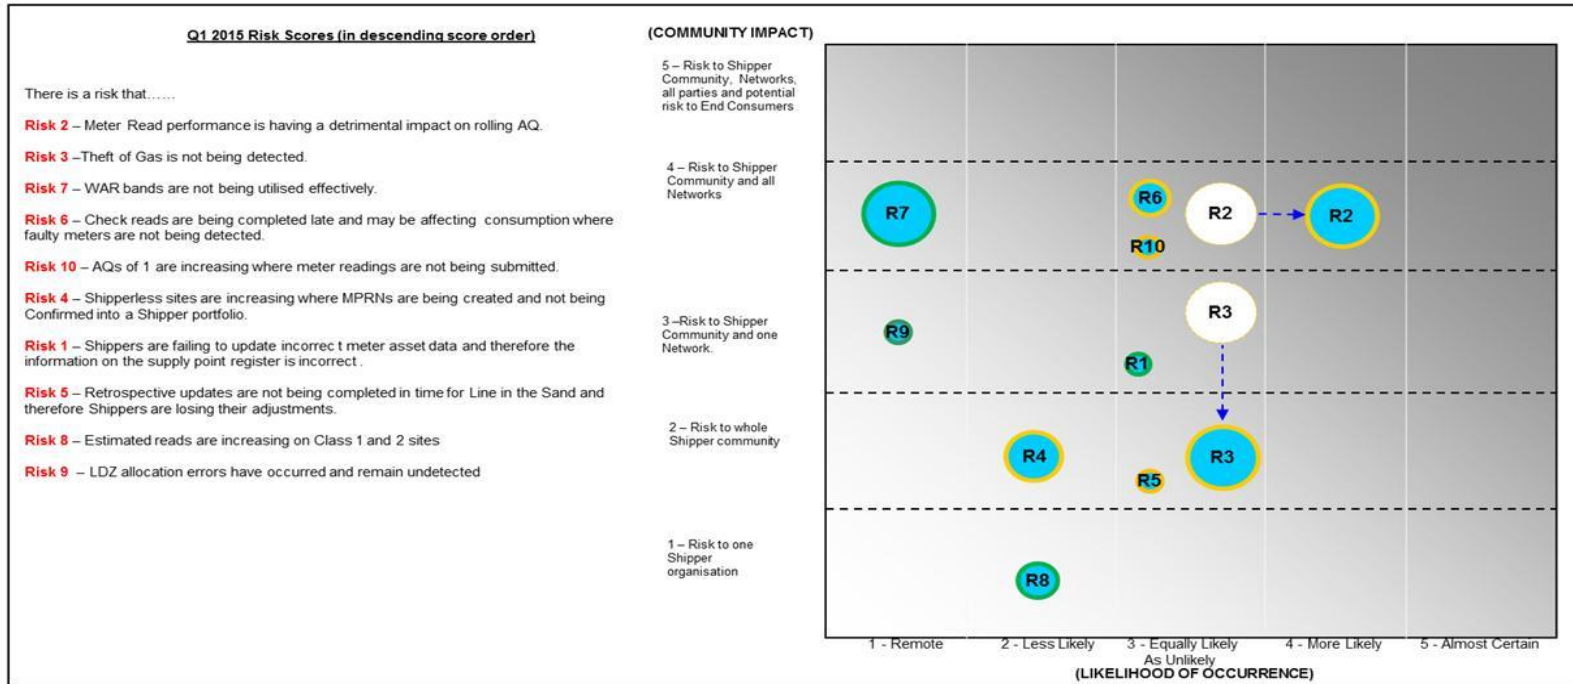 Q1 2015 Risk Scores (in descending score order)
There is a risk that......
Risk 2 – Meter Read performance is having a detrimental impact on rolling AQ.
Risk 3 –Theft of Gas is not being detected.
Risk 7 – WAR bands are not being utilised effectively.
Risk 6 – Check reads are being completed late and may be affecting consumption where
faulty meters are not being detected.
Risk 10 – AQs of 1 are increasing where meter readings are not being submitted.
Risk 4 – Shipperless sites are increasing where MPRNs are being created and not being
Confirmed into a Shipper portfolio.
Risk 1 – Shippers are failing to update incorrec t meter asset data and therefore the
information on the supply point register is incorrect .
Risk 5 – Retrospective updates are not being completed in time for Line in the Sand and
therefore Shippers are losing their adjustments.
Risk 8 – Estimated reads are increasing on Class 1 and 2 sites
Risk 9 – LDZ allocation errors have occurred and remain undetected
(COMMUNITY IMPACT)
5 – Risk to Shipper
Community, Networks,
all parties and potential
risk to End Consumers
4 – Risk to Shipper
Community and all
Networks
3 –Risk to Shipper
Community and one
Network.
2 – Risk to whole
Shipper community
1 – Risk to one
Shipper
organisation
R7
R6
R2
R2
R10
R3
R9
R1
R4
R3
R5
R8
1 - Remote
2 - Less Likely
3 - Equally Likely
As Unlikely
4 - More Likely
5 - Almost Certain
(LIKELIHOOD OF OCCURRENCE)